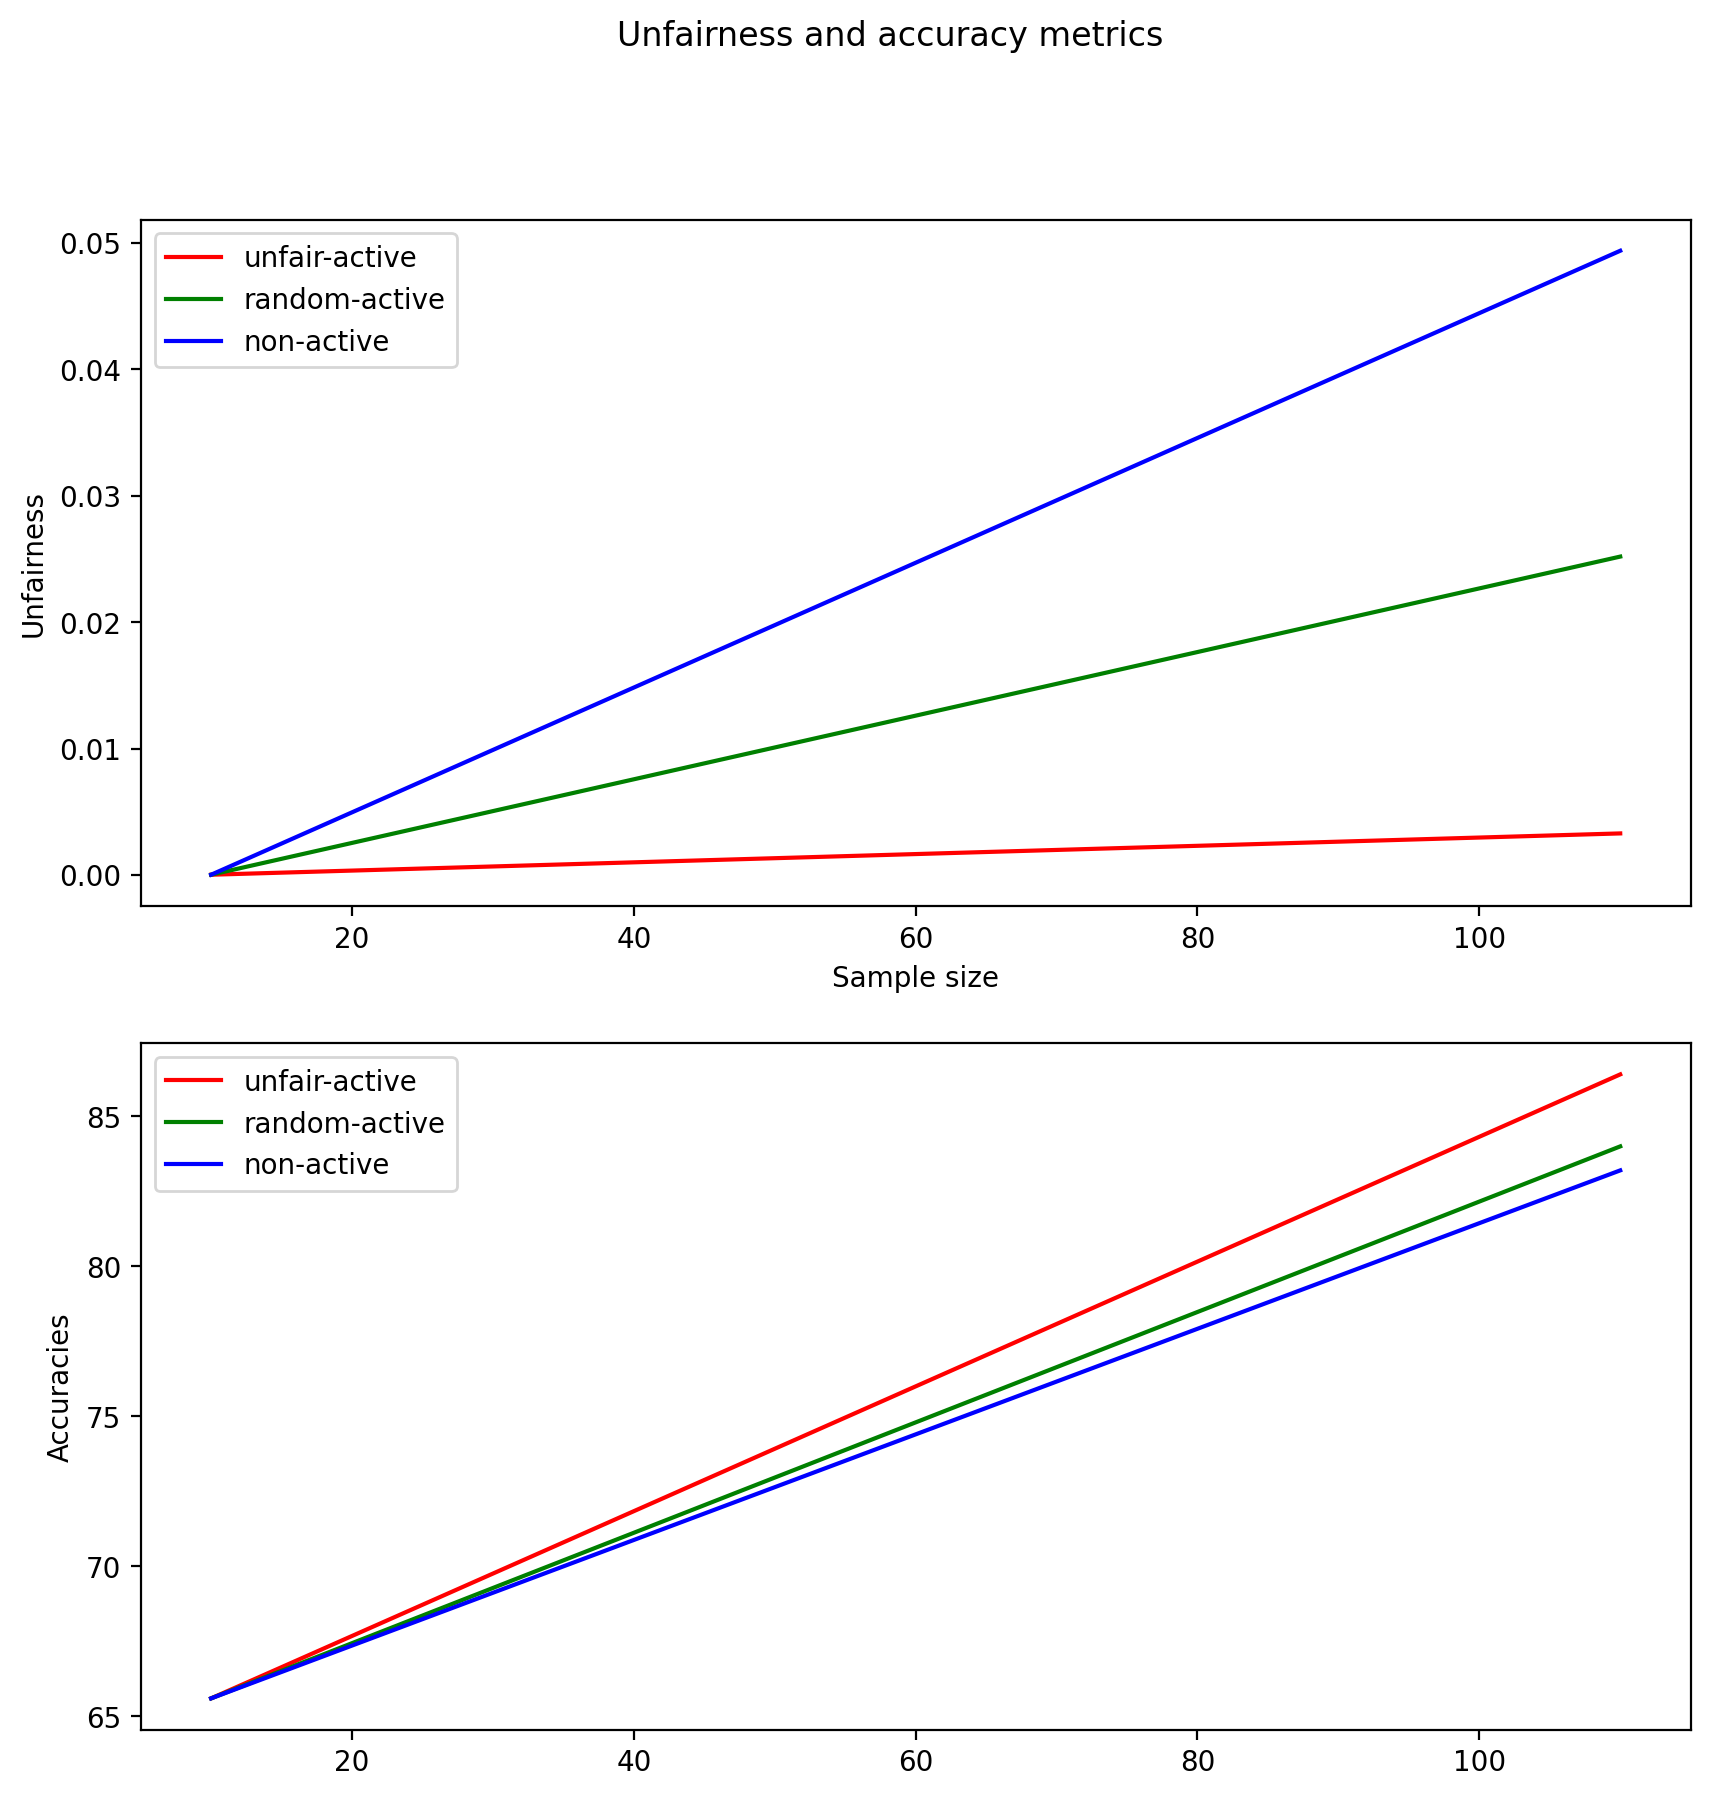 Unfairness and accuracy metrics
unfair-active
random-active
non-active
0.05
0.04
0.03
0.02
0.01
0.00
Unfairness
20 40 60 80 100
Sample size
unfair-active
random-active
non-active
85
80
75
70
65
Accuracies
20 40 60 80 100